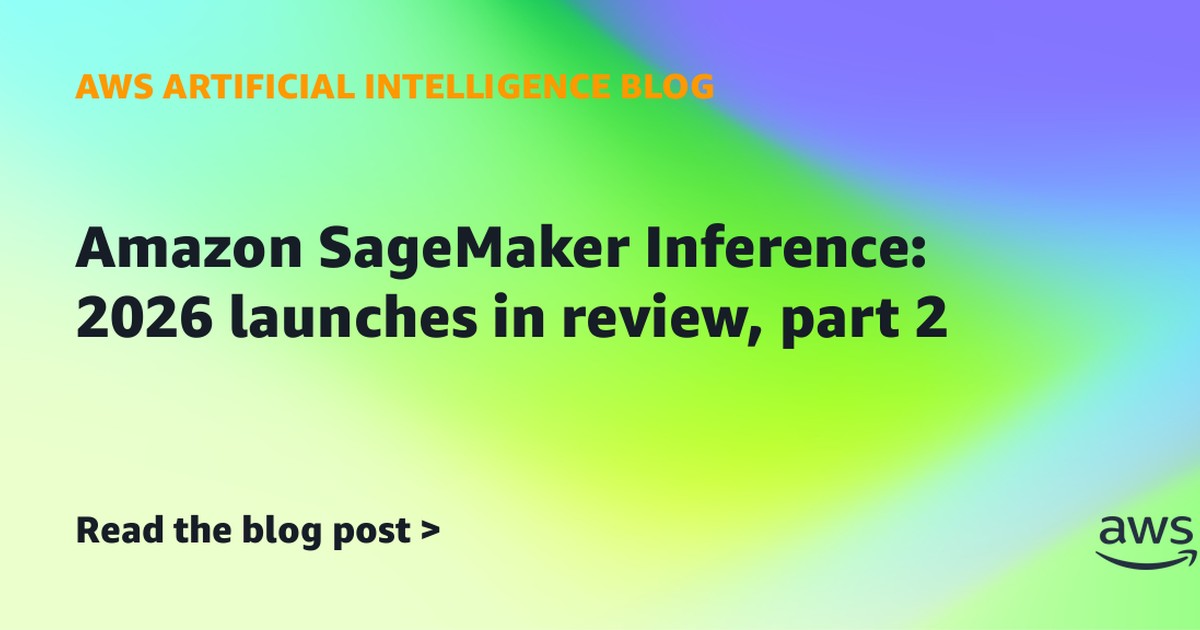 AWS ARTIFICIAL INTELLIGENCE BLOG
Amazon SageMaker Inference:
2026 launches in review, part 2
Read the blog post >
aws